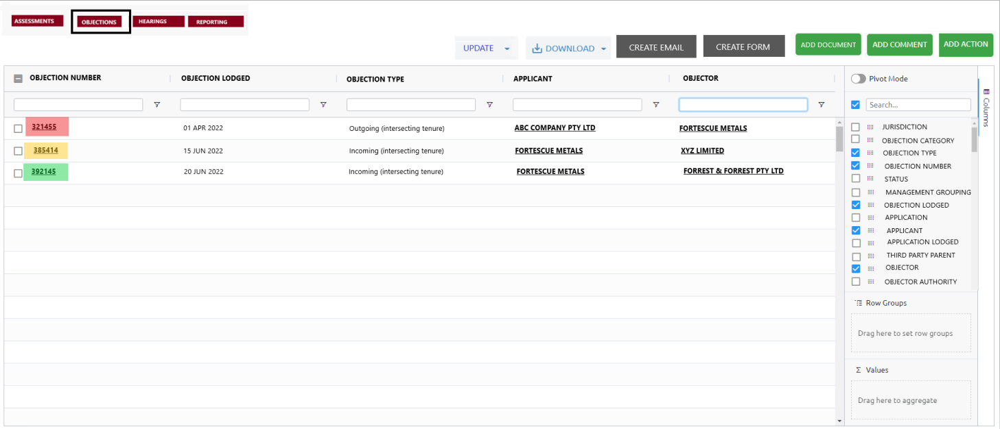 ASSESSMENTS OBJECTIONS HEARINGS REPORTING
UPDATE DOWNLOAD CREATE EMAIL CREATE FORM ADD DOCUMENT ADD COMMENT ADD ACTION
OBJECTION NUMBER OBJECTION LODGED OBJECTION TYPE APPLICANT OBJECTOR
321455 01 APR 2022 Outgoing (intersecting tenure) ABC COMPANY PTY LTD FORTESCUE METALS
385414 15 JUN 2022 Incoming (intersecting tenure) FORTESCUE METALS XYZ LIMITED
392145 20 JUN 2022 Incoming (intersecting tenure) FORTESCUE METALS FORREST & FORREST PTY LTD
Pivot Mode
Search...
JURISDICTION
OBJECTION CATEGORY
OBJECTION TYPE
OBJECTION NUMBER
STATUS
MANAGEMENT GROUPING
OBJECTION LODGED
APPLICATION
APPLICANT
APPLICATION LODGED
THIRD PARTY PARENT
OBJECTOR
OBJECTOR AUTHORITY
Row Groups
Drag here to set row groups
Σ Values
Drag here to aggregate
Columns